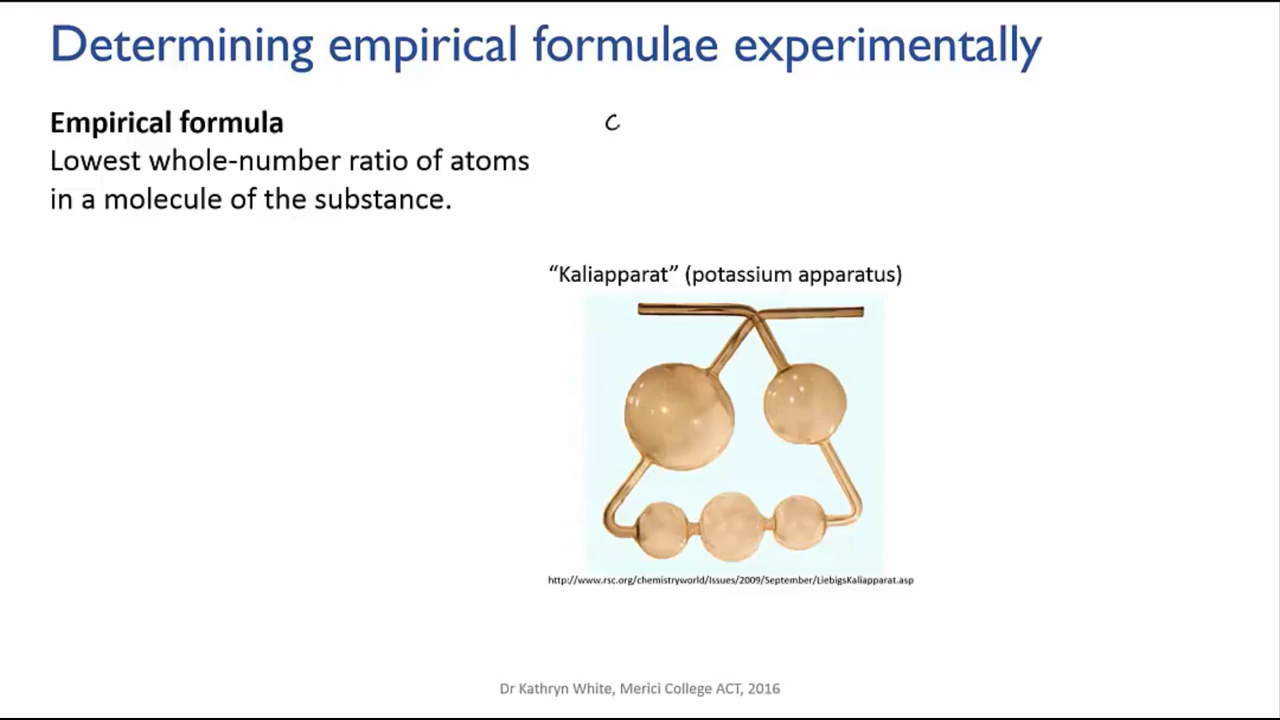 Determining empirical formulae experimentally
Empirical formula
Lowest whole-number ratio of atoms
in a molecule of the substance.
c
“Kaliapparat” (potassium apparatus)
http://www.rsc.org/chemistryworld/Issues/2009/September/LiebigsKaliapparat.asp
Dr Kathryn White, Merici College ACT, 2016